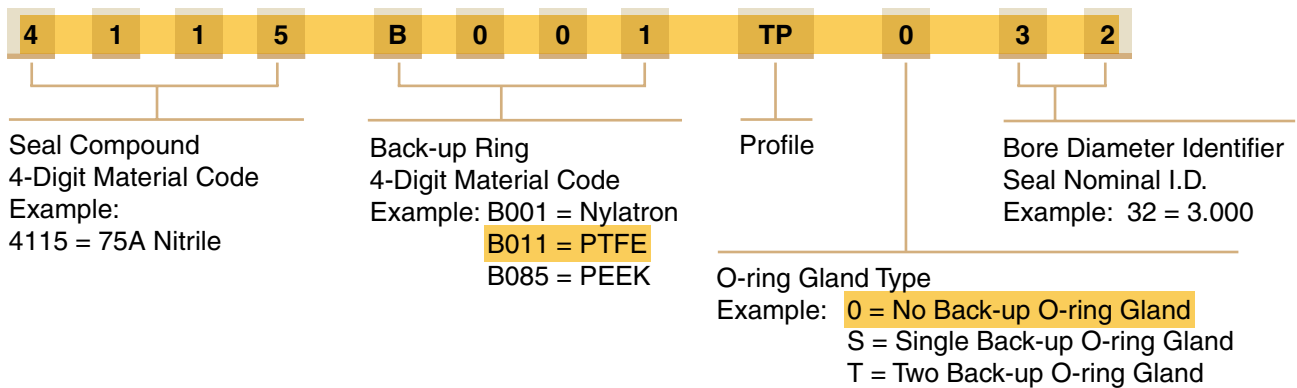 4 1 1 5 B 0 0 1 TP 0 3 2
Seal Compound
4-Digit Material Code
Example:
4115 = 75A Nitrile
Back-up Ring
4-Digit Material Code
Example: B001 = Nylatron
B011 = PTFE
B085 = PEEK
Profile
Bore Diameter Identifier
Seal Nominal I.D.
Example: 32 = 3.000
O-ring Gland Type
Example: 0 = No Back-up O-ring Gland
S = Single Back-up O-ring Gland
T = Two Back-up O-ring Gland